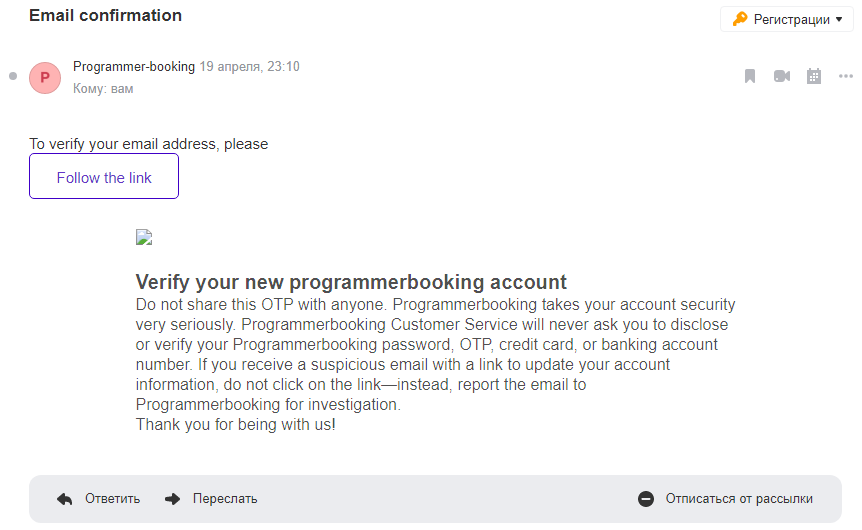 Email confirmation
Регистрации
P
Programmer-booking 19 апреля, 23:10
Кому: вам
To verify your email address, please
Follow the link
Verify your new programmerbooking account
Do not share this OTP with anyone. Programmerbooking takes your account security
very seriously. Programmerbooking Customer Service will never ask you to disclose
or verify your Programmerbooking password, OTP, credit card, or banking account
number. If you receive a suspicious email with a link to update your account
information, do not click on the link—instead, report the email to
Programmerbooking for investigation.
Thank you for being with us!
Ответить Переслать Отписаться от рассылки